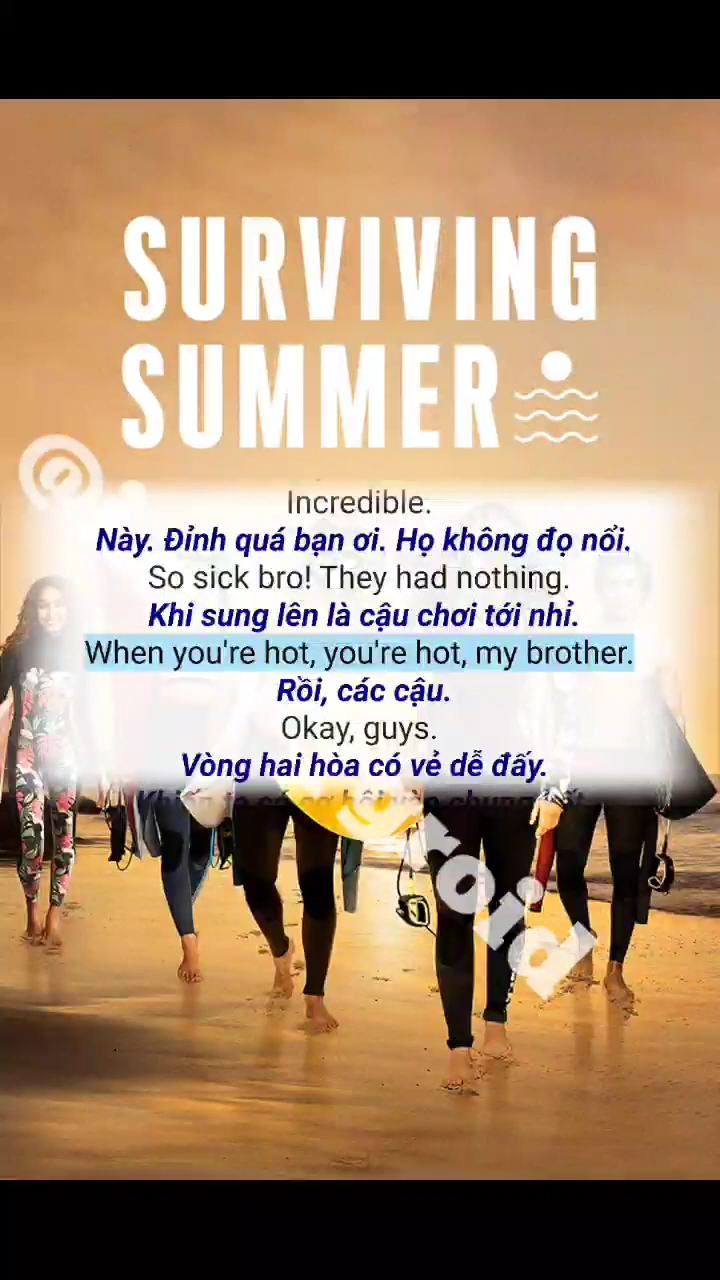 SURVIVING
SUMMER
Incredible.
Này. Đỉnh quá bạn ơi. Họ không đọ nổi.
So sick bro! They had nothing.
Khi sung lên là cậu chơi tới nhỉ.
When you're hot, you're hot, my brother.
Rồi, các cậu.
Okay, guys.
Vòng hai hòa có vẻ dễ đấy.